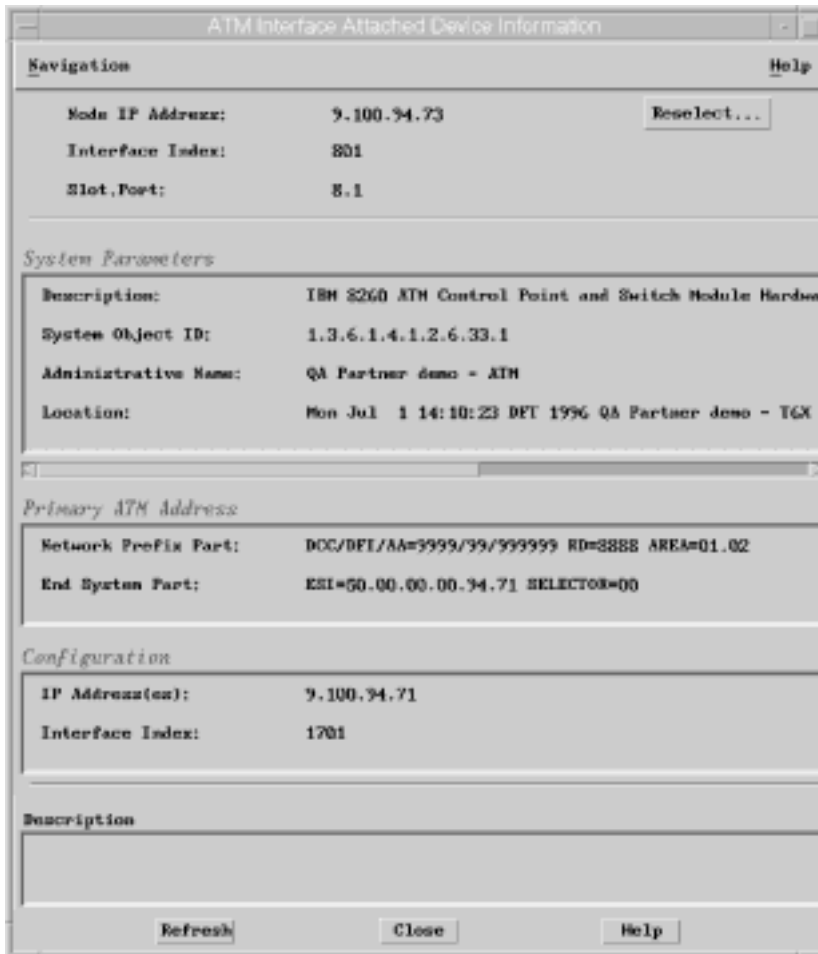 ATM Interface Attached Device Information
Navigation Help
Node IP Address: 9.100.94.73 Reselect...
Interface Index: 801
Slot.Port: 8.1
System Parameters
Description: IBM 8260 ATM Control Point and Switch Module Hardwa
System Object ID: 1.3.6.1.4.1.2.6.33.1
Administrative Name: QA Partner demo - ATM
Location: Mon Jul 1 14:10:23 DFT 1996 QA Partner demo - TGX
Primary ATM Address
Network Prefix Part: DCC/DFI/AA=9999/99/999999 RD=8888 AREA=01.02
End System Part: ESI=60.00.00.00.94.71 SELECTOR=00
Configuration
IP Address(es): 9.100.94.71
Interface Index: 1701
Description
Refresh Close Help